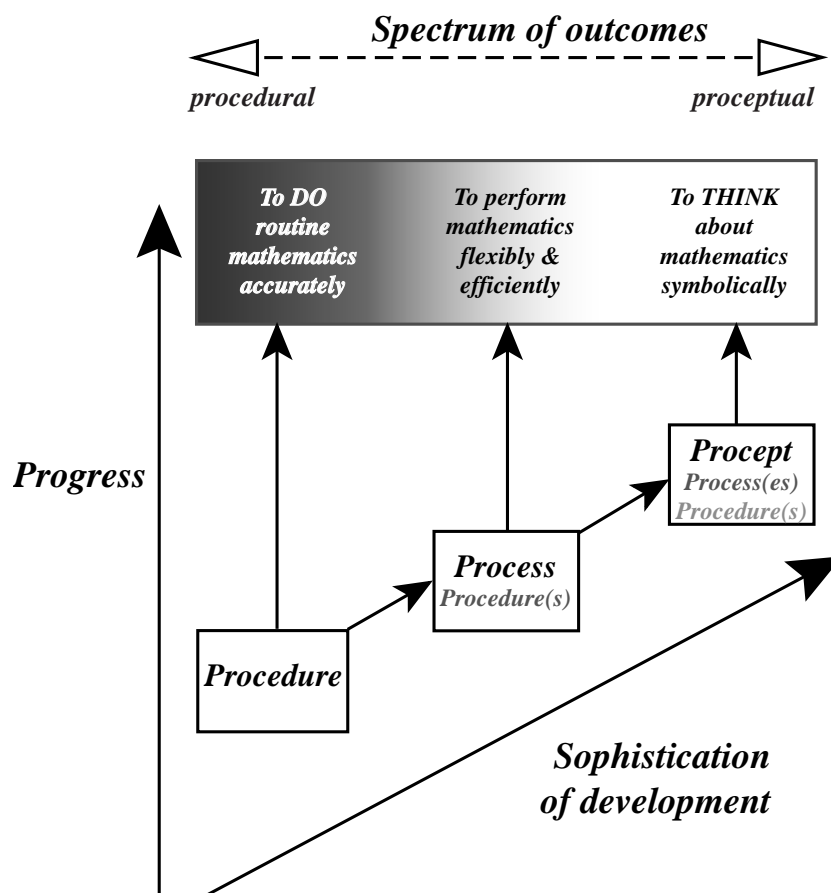 Spectrum of outcomes
procedural
proceptual
To DO
routine
mathematics
accurately
To perform
mathematics
flexibly &
efficiently
To THINK
about
mathematics
symbolically
Progress
Procept
Process(es)
Procedure(s)
Process
Procedure(s)
Procedure
Sophistication
of development